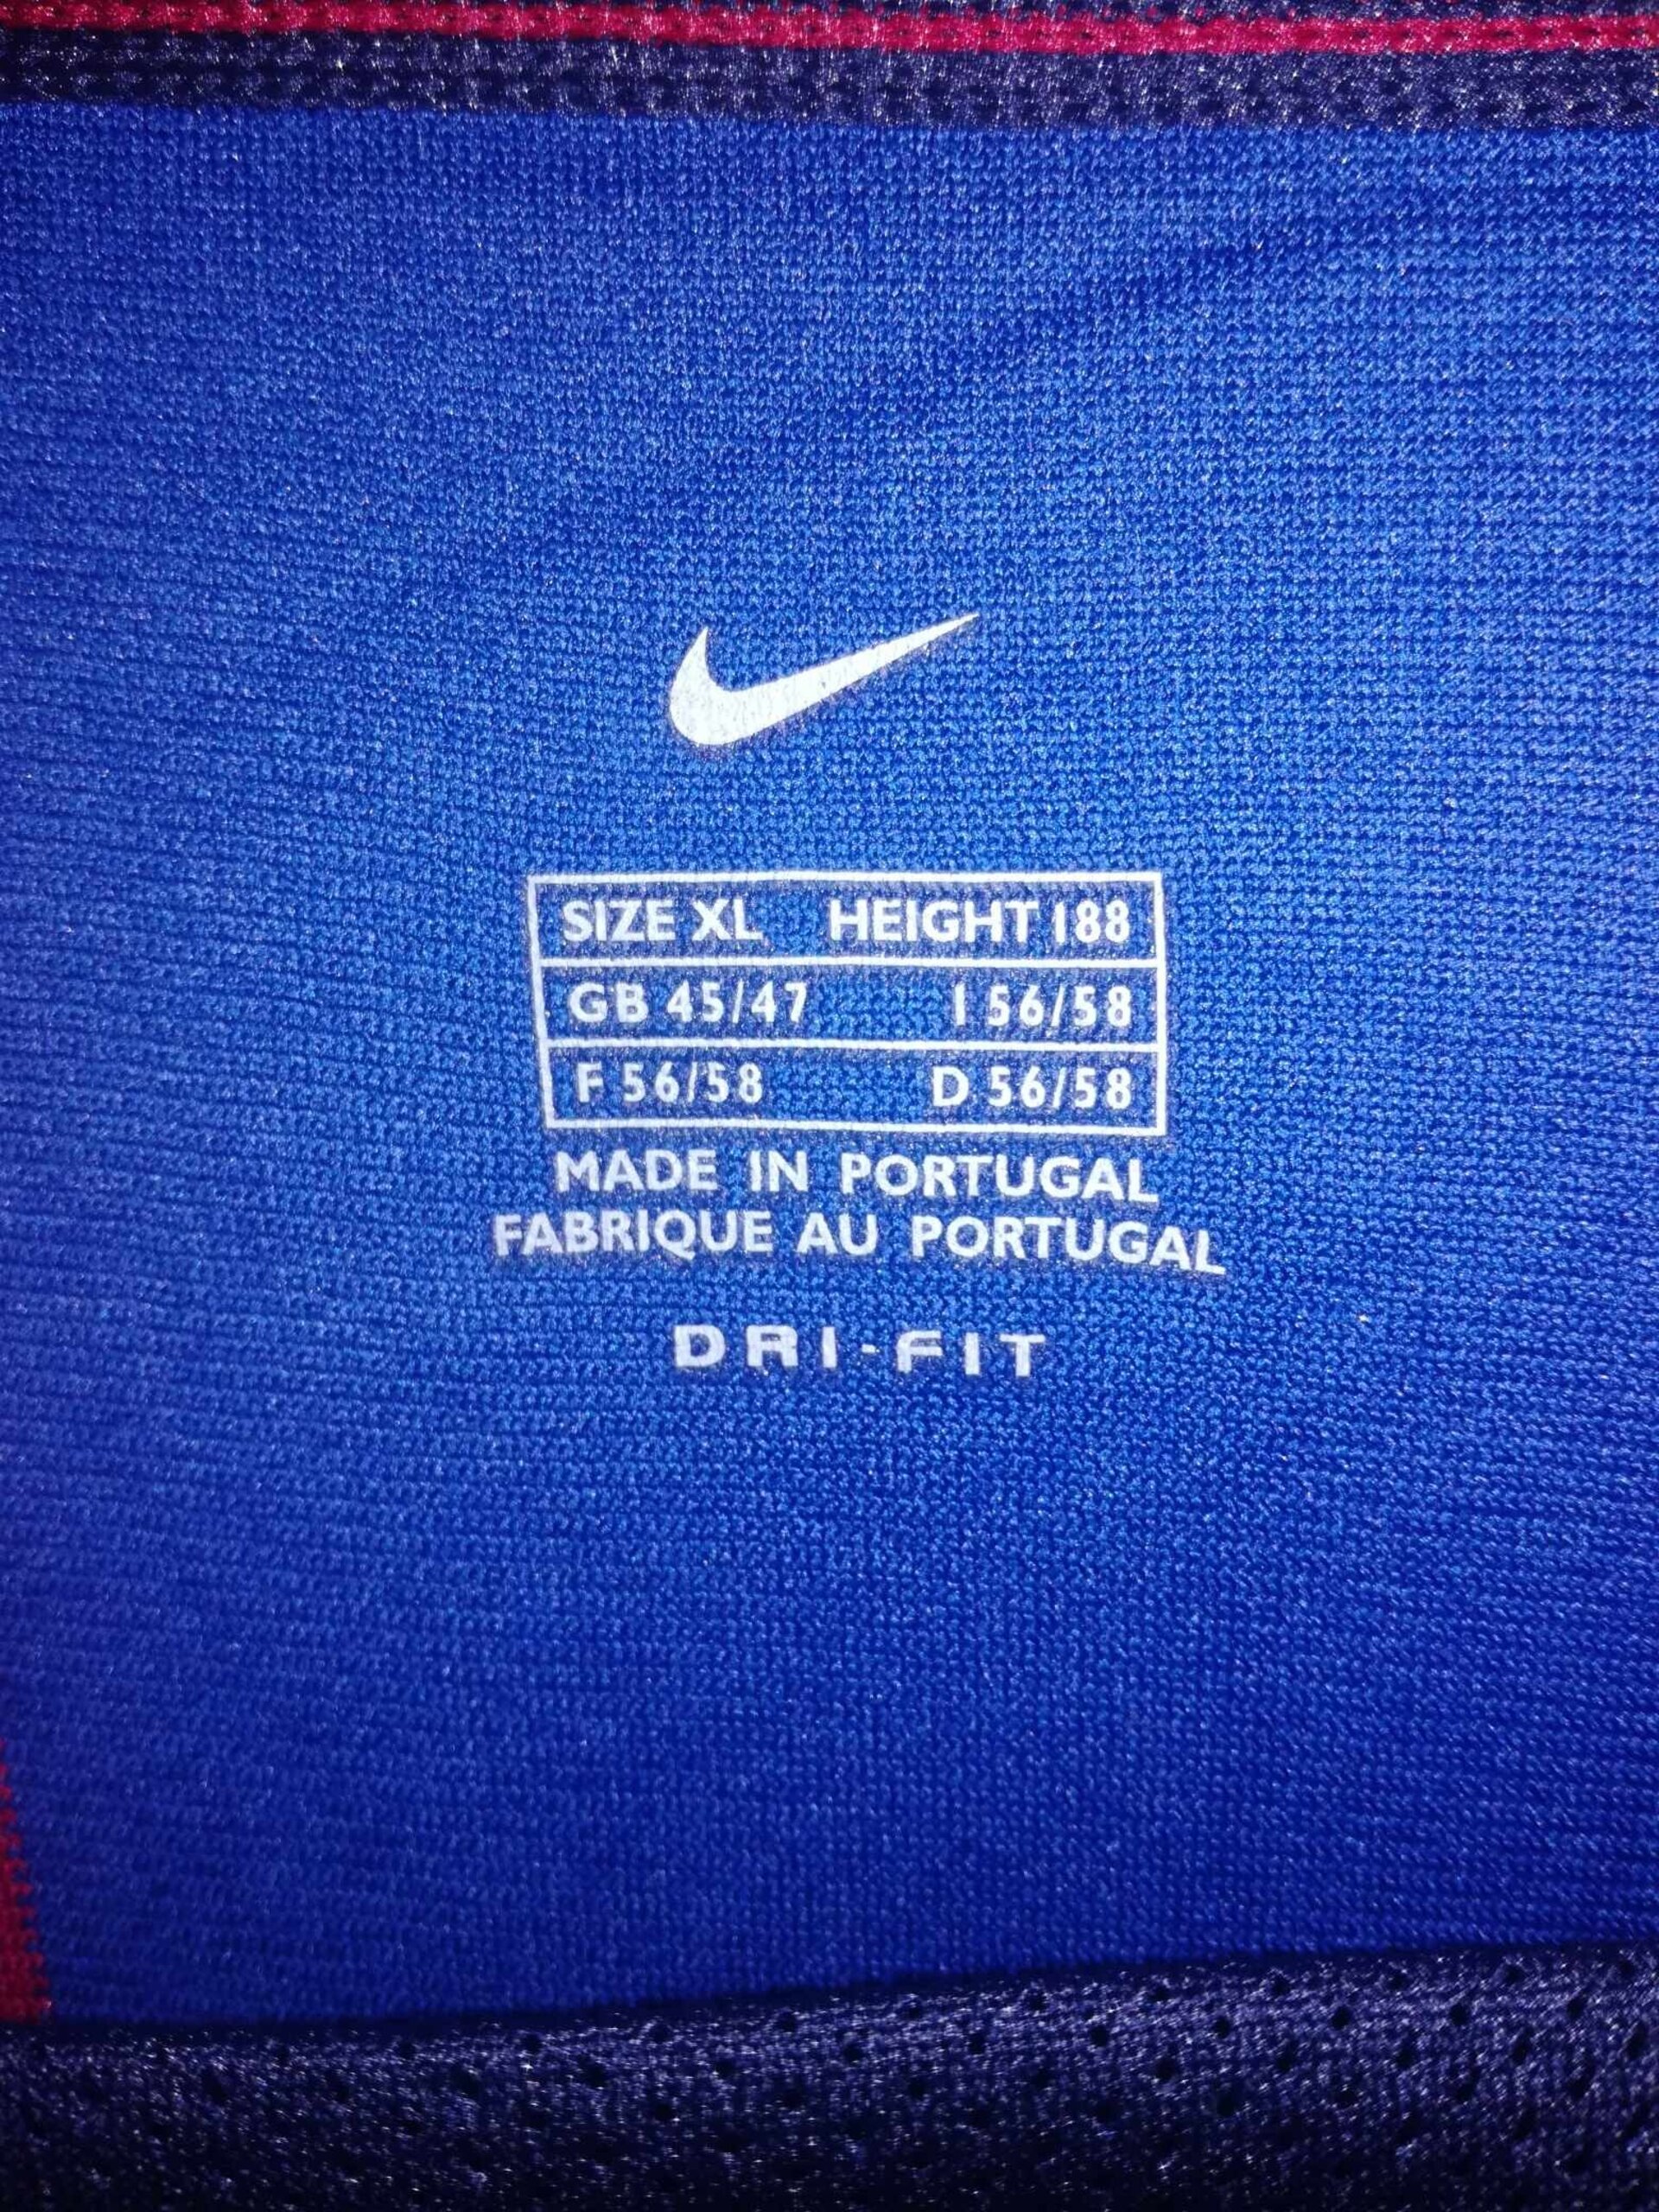 SIZE XL HEIGHT 188
GB 45/47 I 56/58
F 56/58 D 56/58
MADE IN PORTUGAL
FABRIQUE AU PORTUGAL
DRI-FIT